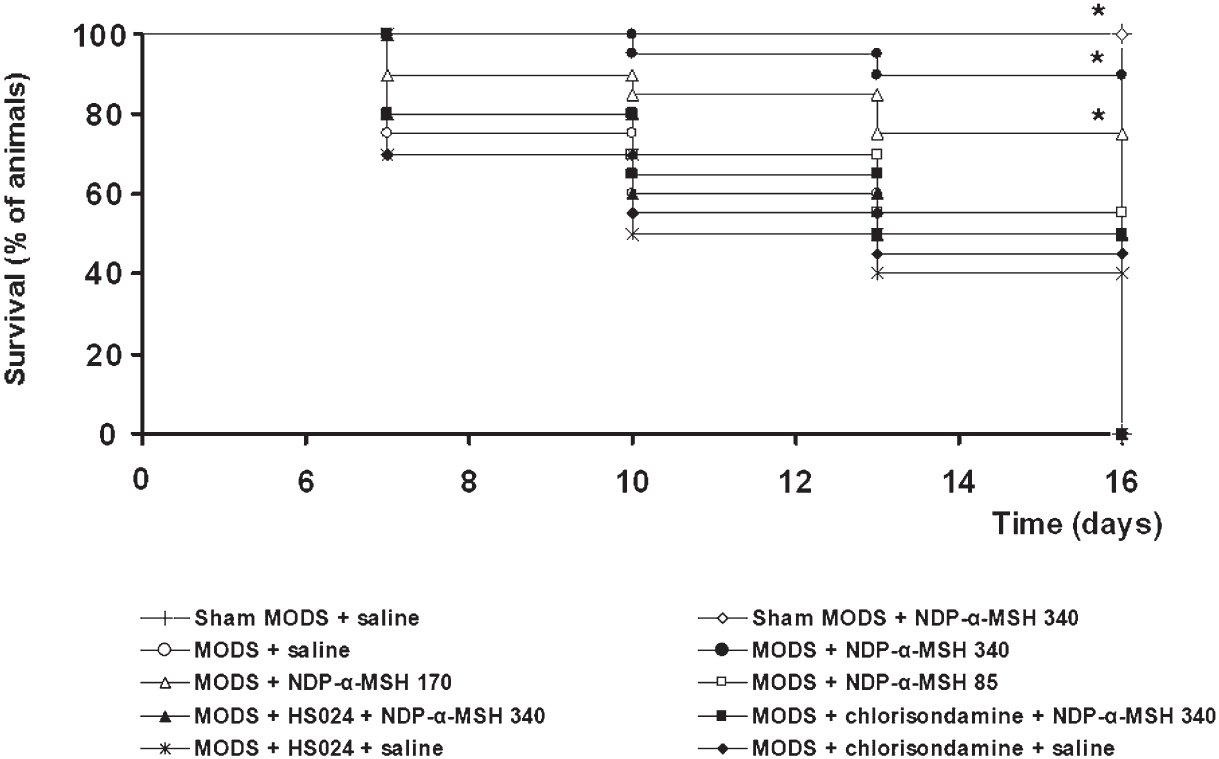 *
100
*
80
*
60
40
20
0
Survival (% of animals)
0 6 8 10 12 14 16
Time (days)
Sham MODS + saline
Sham MODS + NDP-α-MSH 340
MODS + saline
MODS + NDP-α-MSH 340
MODS + NDP-α-MSH 170
MODS + NDP-α-MSH 85
MODS + HS024 + NDP-α-MSH 340
MODS + chlorisondamine + NDP-α-MSH 340
MODS + HS024 + saline
MODS + chlorisondamine + saline